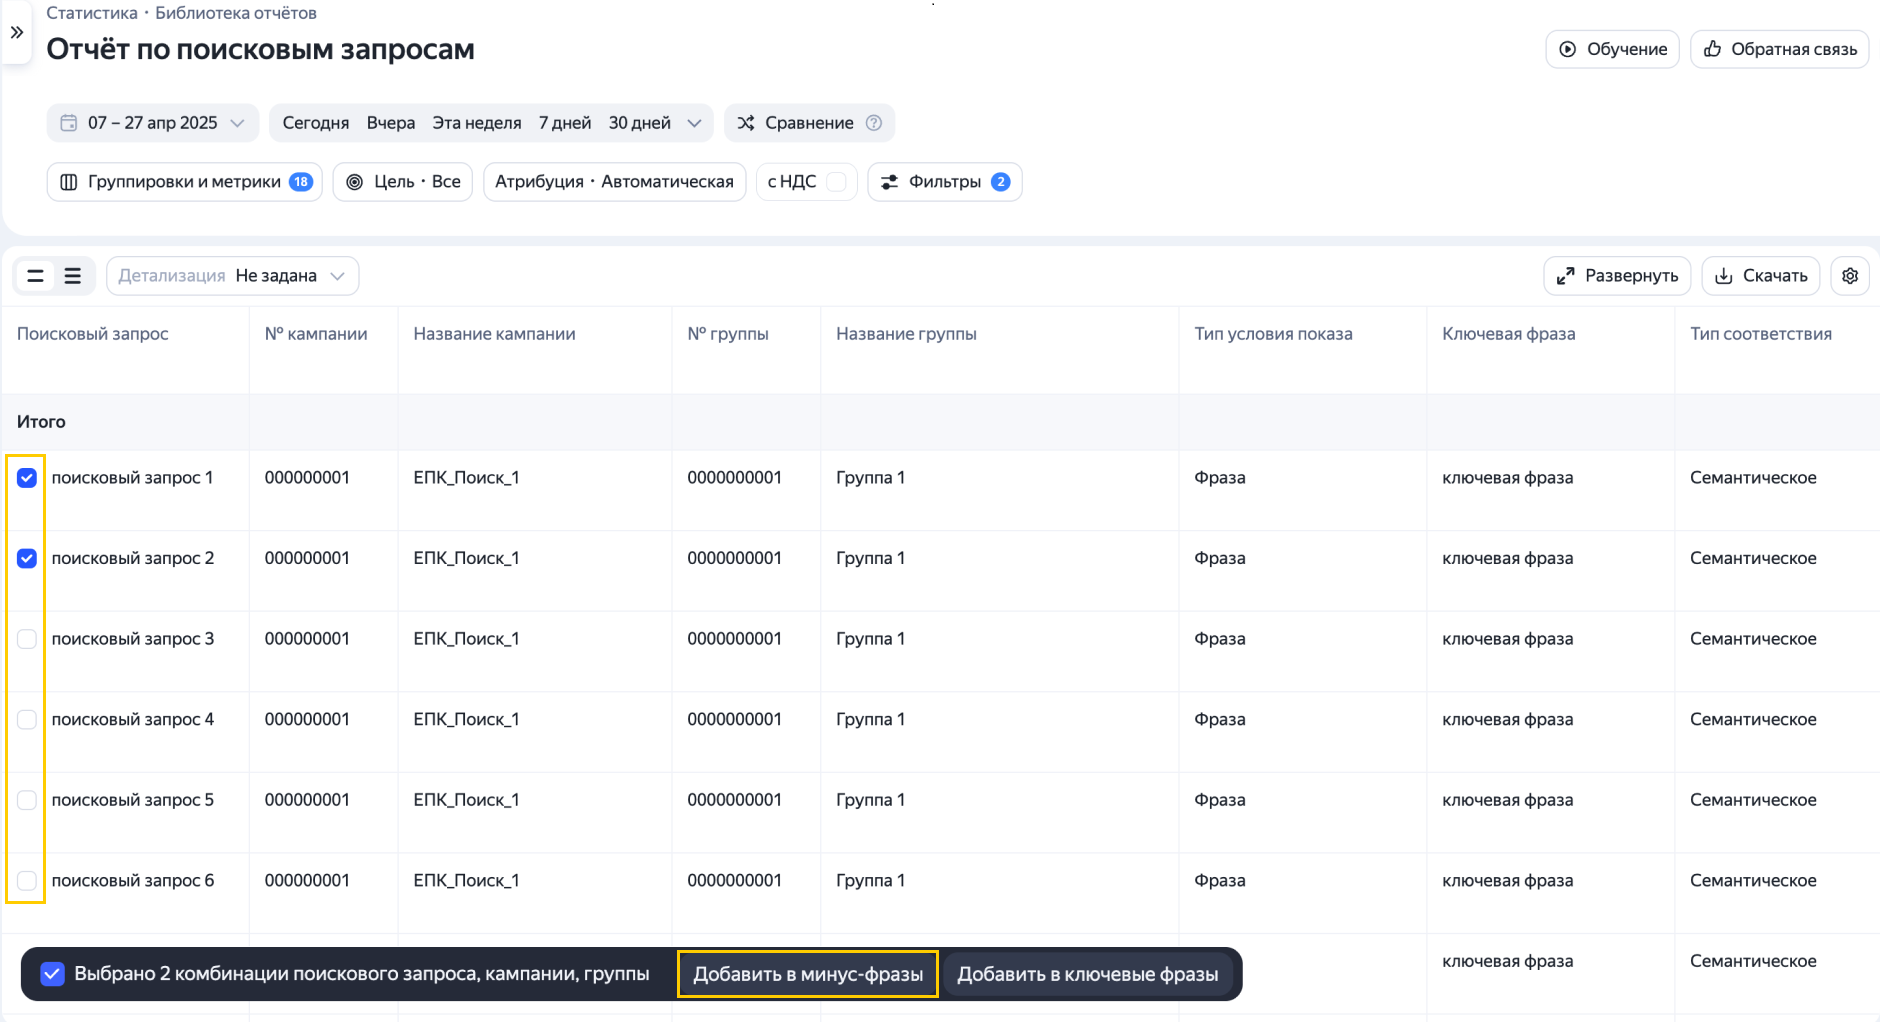 Статистика · Библиотека отчётов
Отчёт по поисковым запросам
Обучение
Обратная связь
07 – 27 апр 2025
Сегодня Вчера Эта неделя 7 дней 30 дней
Сравнение
Группировки и метрики 18
Цель · Все
Атрибуция · Автоматическая
с НДС
Фильтры 2
Детализация Не задана
Развернуть
Скачать
Поисковый запрос № кампании Название кампании № группы Название группы Тип условия показа Ключевая фраза Тип соответствия
Итого
поисковый запрос 1 000000001 ЕПК_Поиск_1 0000000001 Группа 1 Фраза ключевая фраза Семантическое
поисковый запрос 2 000000001 ЕПК_Поиск_1 0000000001 Группа 1 Фраза ключевая фраза Семантическое
поисковый запрос 3 000000001 ЕПК_Поиск_1 0000000001 Группа 1 Фраза ключевая фраза Семантическое
поисковый запрос 4 000000001 ЕПК_Поиск_1 0000000001 Группа 1 Фраза ключевая фраза Семантическое
поисковый запрос 5 000000001 ЕПК_Поиск_1 0000000001 Группа 1 Фраза ключевая фраза Семантическое
поисковый запрос 6 000000001 ЕПК_Поиск_1 0000000001 Группа 1 Фраза ключевая фраза Семантическое
ключевая фраза Семантическое
Выбрано 2 комбинации поискового запроса, кампании, группы Добавить в минус-фразы Добавить в ключевые фразы